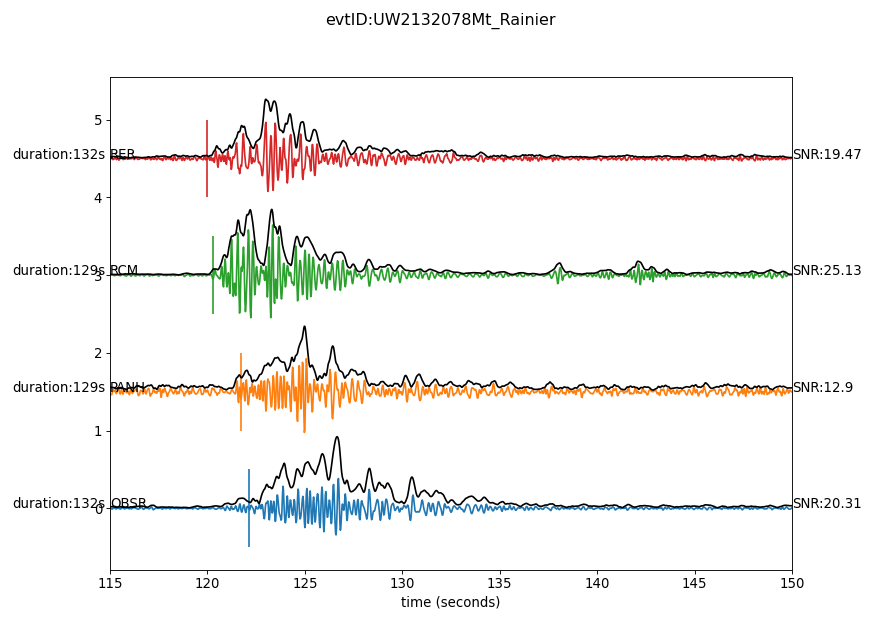 evtID:UW2132078Mt_Rainier
5
duration:132s RER SNR:19.47
4
duration:129s RCM SNR:25.13
3
2
duration:129s PANH SNR:12.9
1
duration:132s OBSR SNR:20.31
0
115 120 125 130 135 140 145 150
time (seconds)